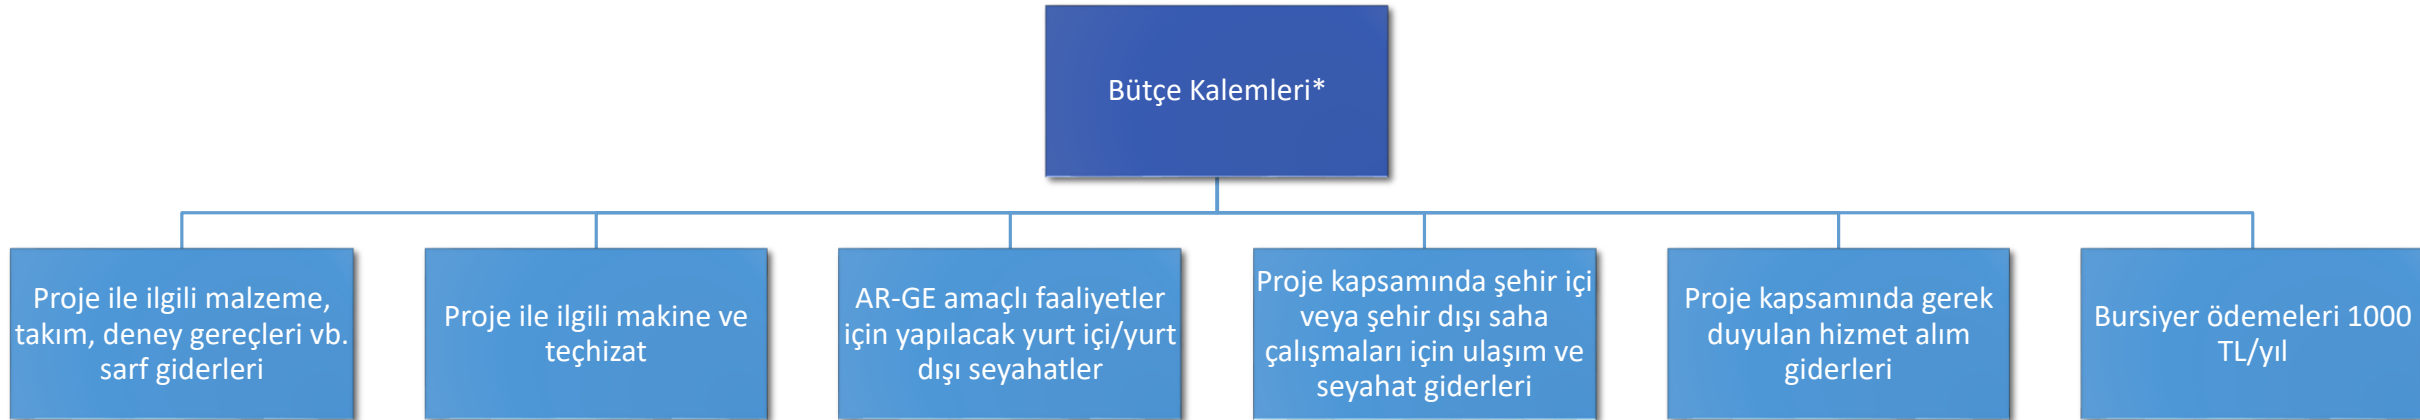 Bütçe Kalemleri*
Proje ile ilgili malzeme,
takım, deney gereçleri vb.
sarf giderleri
Proje ile ilgili makine ve
teçhizat
AR-GE amaçlı faaliyetler
için yapılacak yurt içi/yurt
dışı seyahatler
Proje kapsamında şehir içi
veya şehir dışı saha
çalışmaları için ulaşım ve
seyahat giderleri
Proje kapsamında gerek
duyulan hizmet alım
giderleri
Bursiyer ödemeleri 1000
TL/yıl